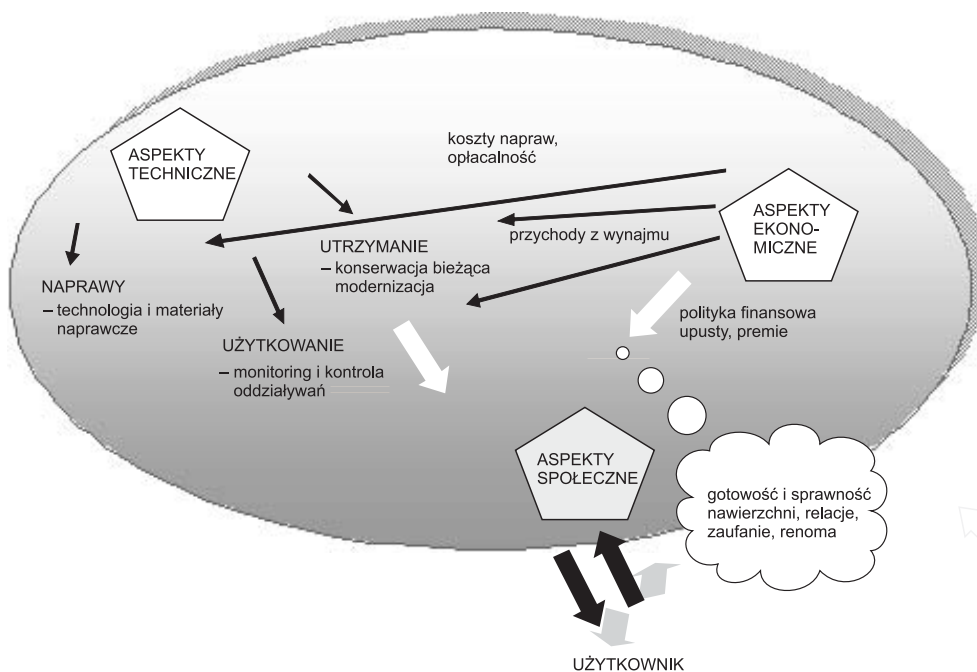 koszty napraw,
opłacalność
ASPEKTY
TECHNICZNE
ASPEKTY
EKONO-
MICZNE
przychody z wynajmu
UTRZYMANIE
– konserwacja bieżąca
modernizacja
NAPRAWY
– technologia i materiały
naprawcze
polityka finansowa
upusty, premie
UŻYTKOWANIE
– monitoring i kontrola
oddziaływań
ASPEKTY
SPOŁECZNE
gotowość i sprawność
nawierzchni, relacje,
zaufanie, renoma
UŻYTKOWNIK